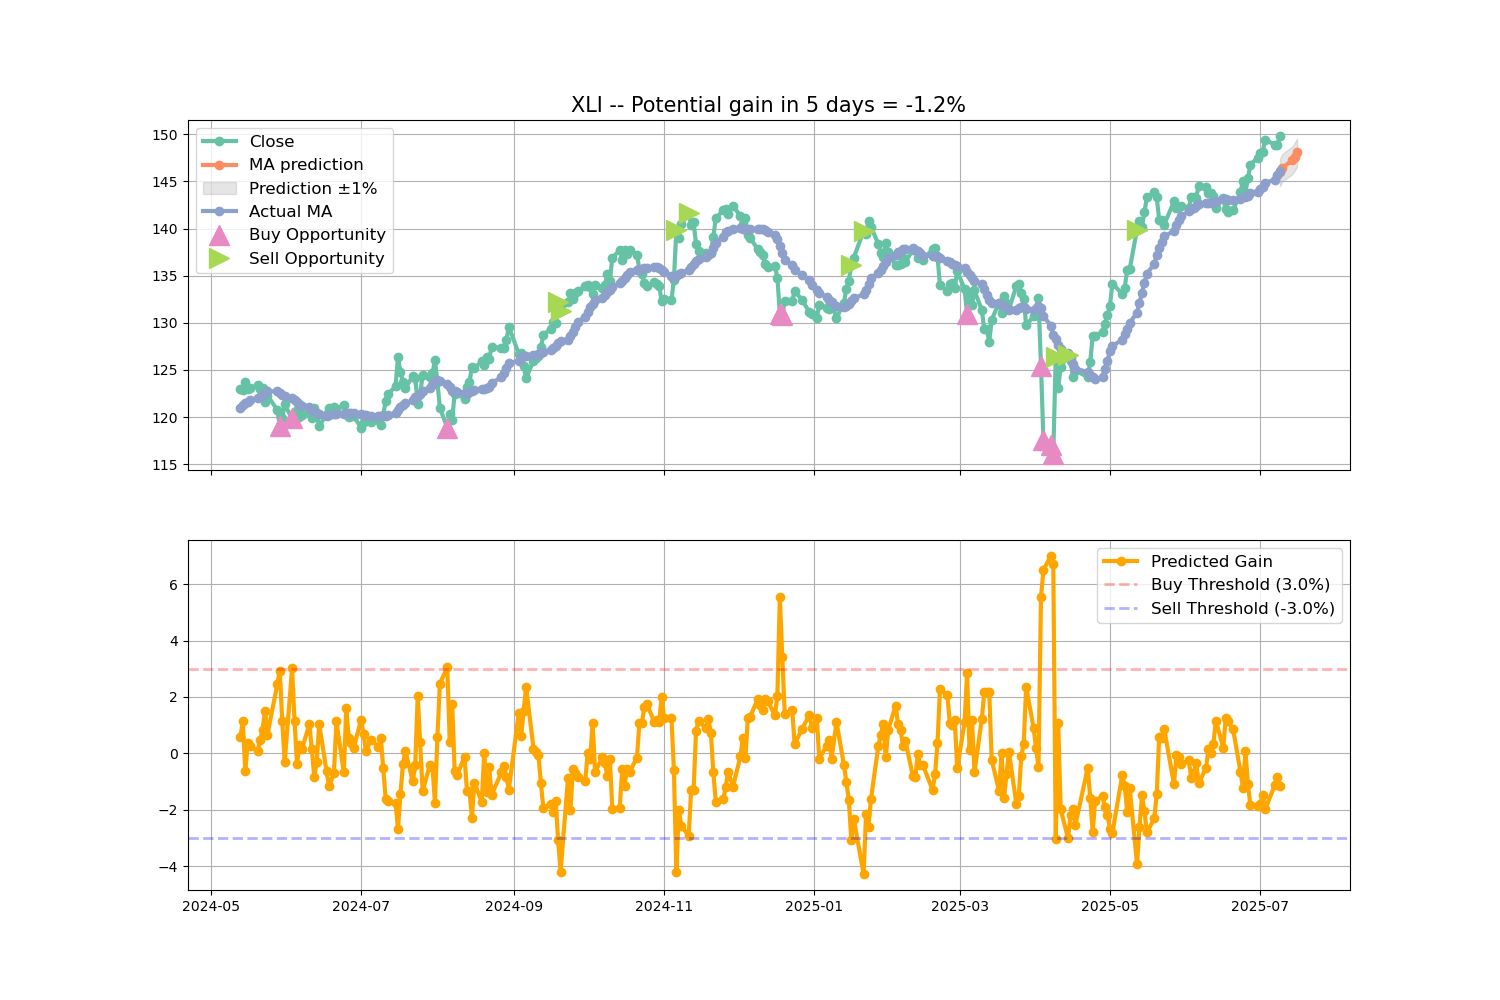 XLI -- Potential gain in 5 days = -1.2%
150
145
140
135
130
125
120
115
Close
MA prediction
Prediction ±1%
Actual MA
Buy Opportunity
Sell Opportunity
6
4
2
0
−2
−4
Predicted Gain
Buy Threshold (3.0%)
Sell Threshold (-3.0%)
2024-05
2024-07
2024-09
2024-11
2025-01
2025-03
2025-05
2025-07